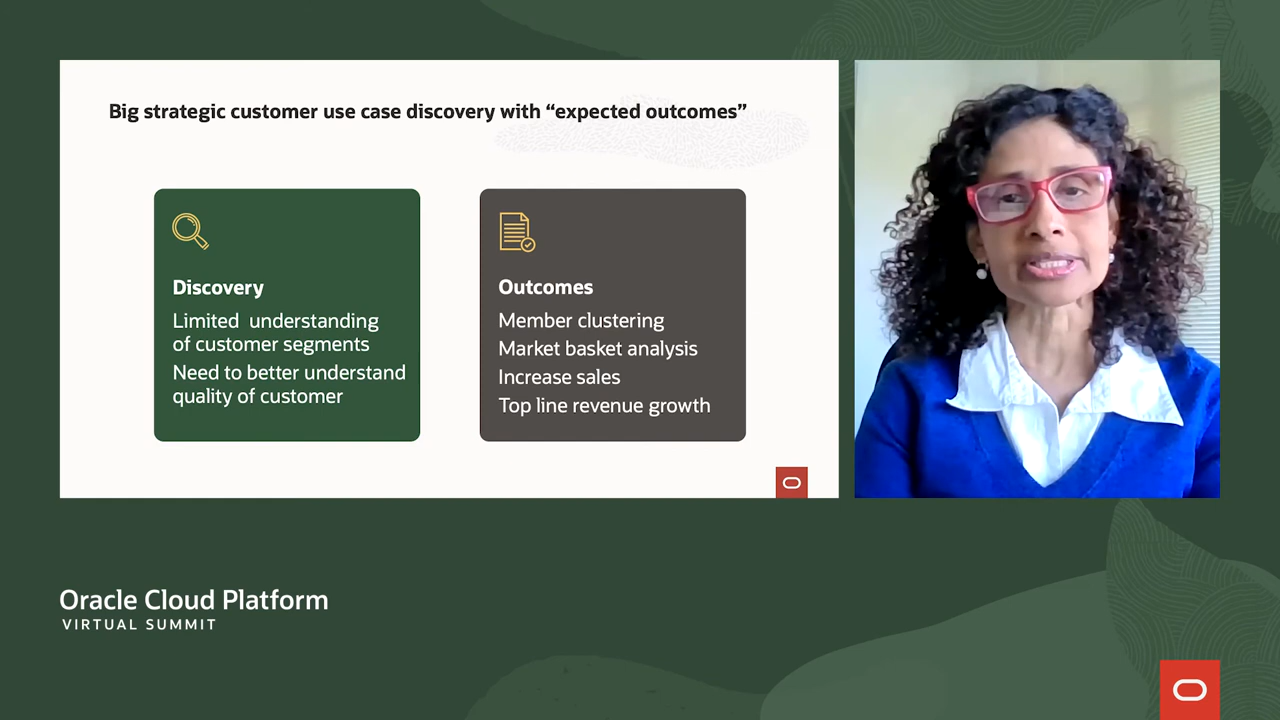 Big strategic customer use case discovery with “expected outcomes”
Discovery
Limited understanding
of customer segments
Need to better understand
quality of customer
Outcomes
Member clustering
Market basket analysis
Increase sales
Top line revenue growth
Oracle Cloud Platform
VIRTUAL SUMMIT